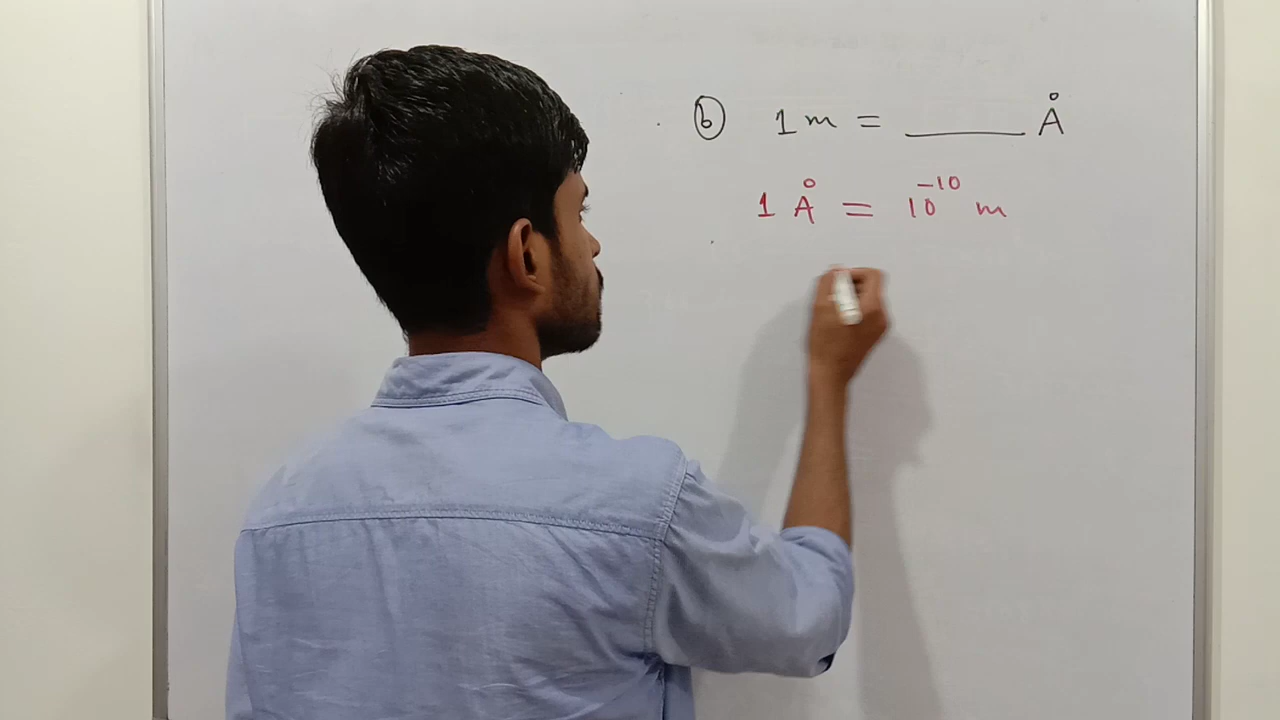 ⓑ 1 m = ______ Å
1 Å = 10⁻¹⁰ m